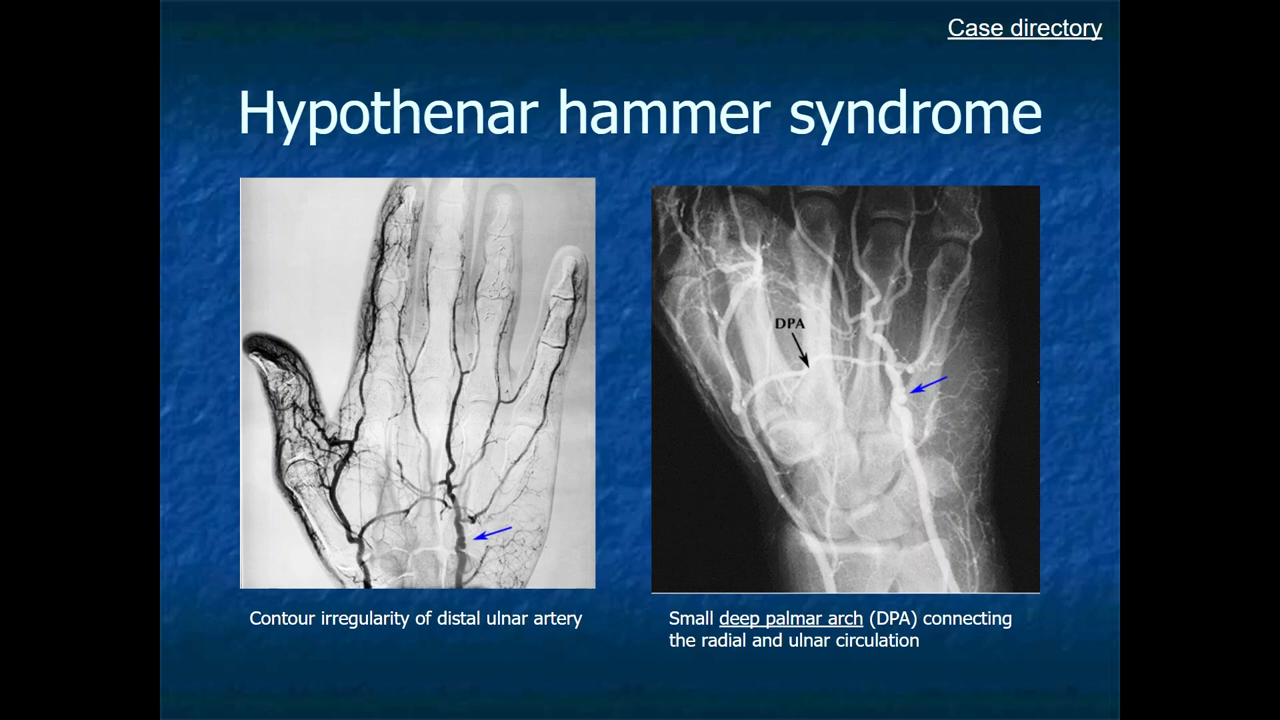 Case directory
Hypothenar hammer syndrome
DPA
Contour irregularity of distal ulnar artery
Small deep palmar arch (DPA) connecting
the radial and ulnar circulation